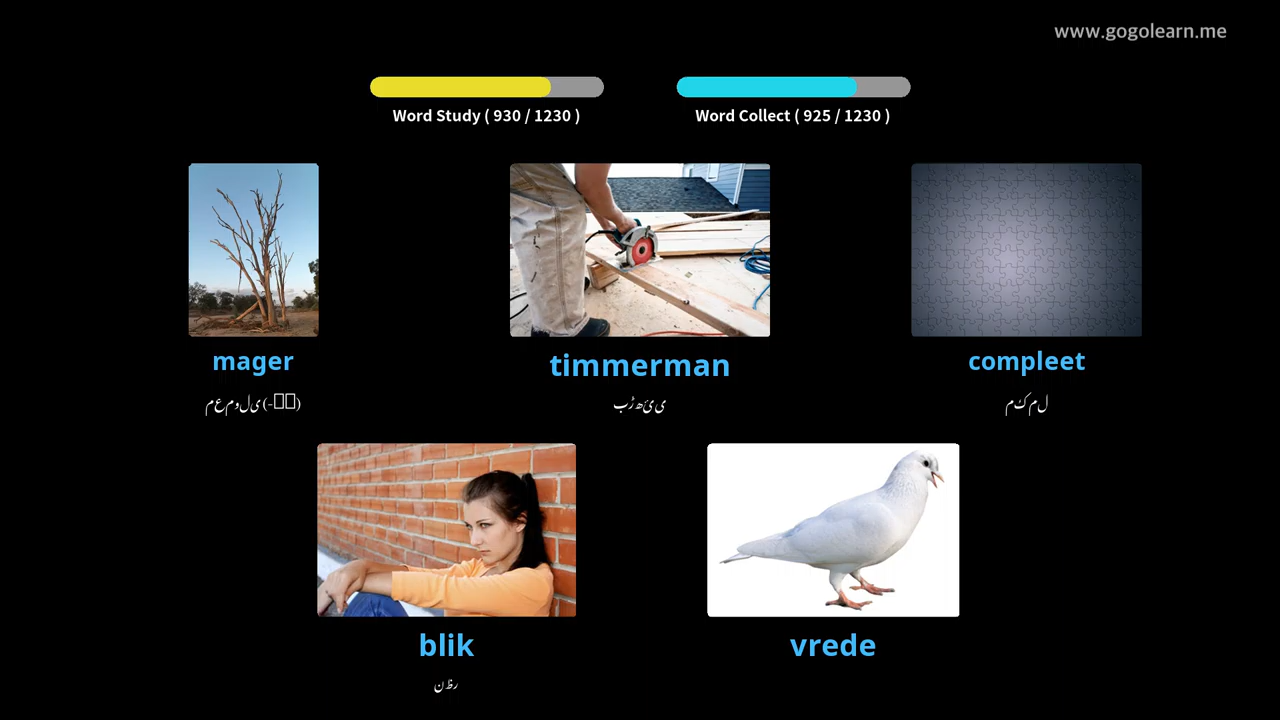 www.gogolearn.me
Word Study ( 930 / 1230 )
Word Collect ( 925 / 1230 )
mager
timmerman
compleet
معمولی
بڑھئی
مکمل
blik
vrede
نظر